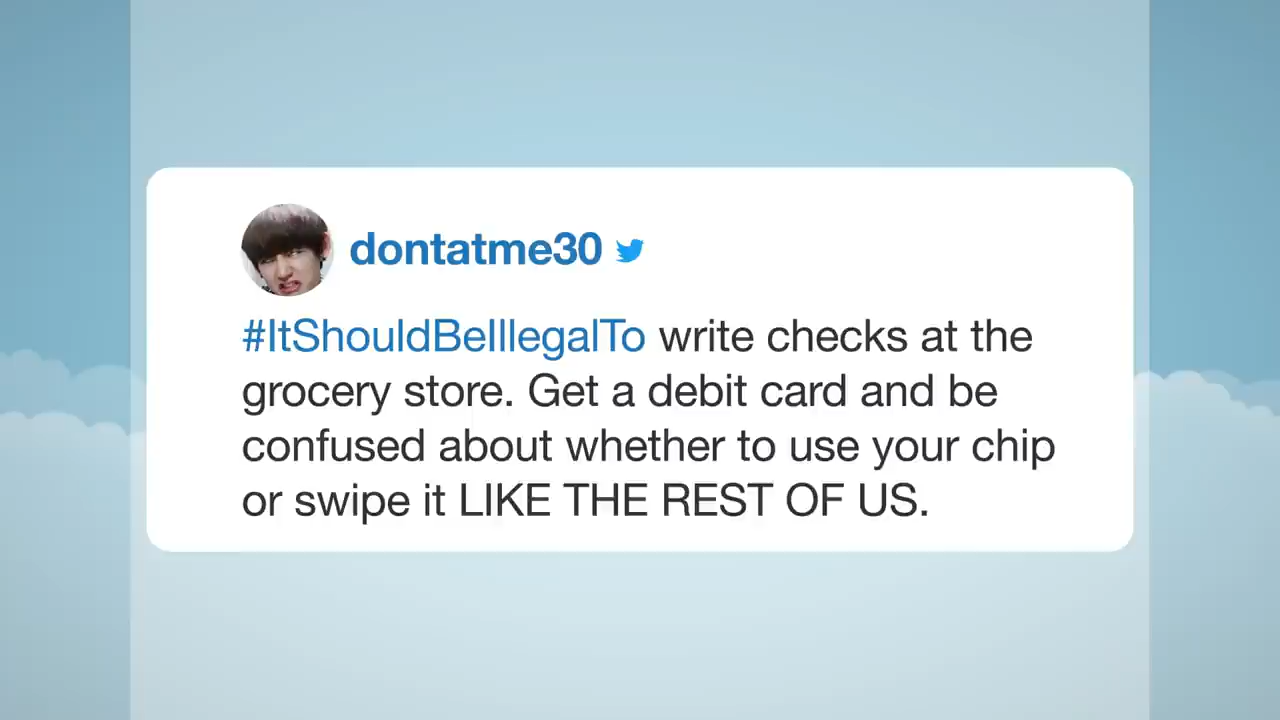 dontatme30
#ItShouldBeIllegalTo write checks at the
grocery store. Get a debit card and be
confused about whether to use your chip
or swipe it LIKE THE REST OF US.